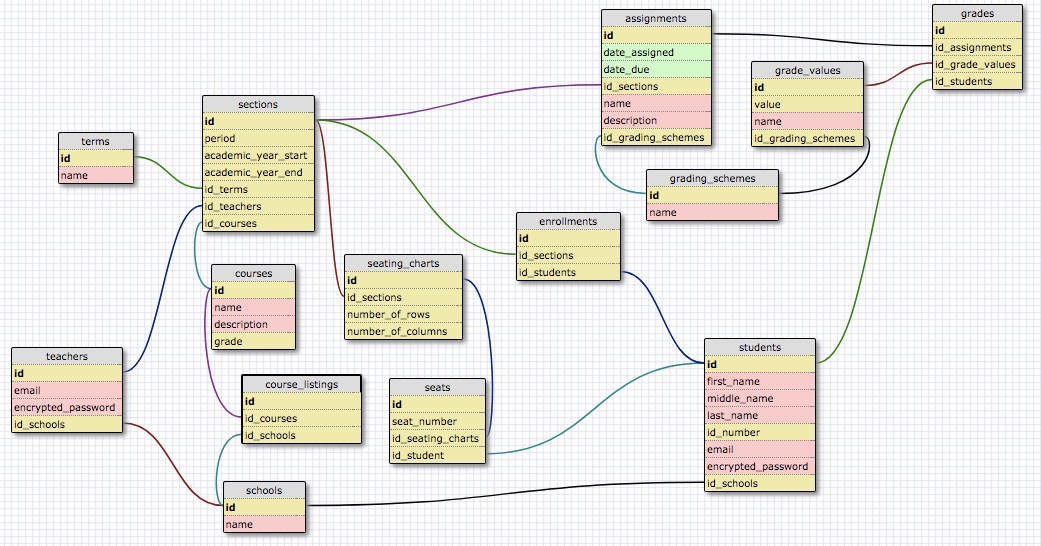 terms
id
name
sections
id
period
academic_year_start
academic_year_end
id_terms
id_teachers
id_courses
assignments
id
date_assigned
date_due
id_sections
name
description
id_grading_schemes
grades
id
id_assignments
id_grade_values
id_students
grade_values
id
value
name
id_grading_schemes
grading_schemes
id
name
enrollments
id
id_sections
id_students
courses
id
name
description
grade
seating_charts
id
id_sections
number_of_rows
number_of_columns
teachers
id
email
encrypted_password
id_schools
course_listings
id
id_courses
id_schools
seats
id
seat_number
id_seating_charts
id_student
students
id
first_name
middle_name
last_name
id_number
email
encrypted_password
id_schools
schools
id
name